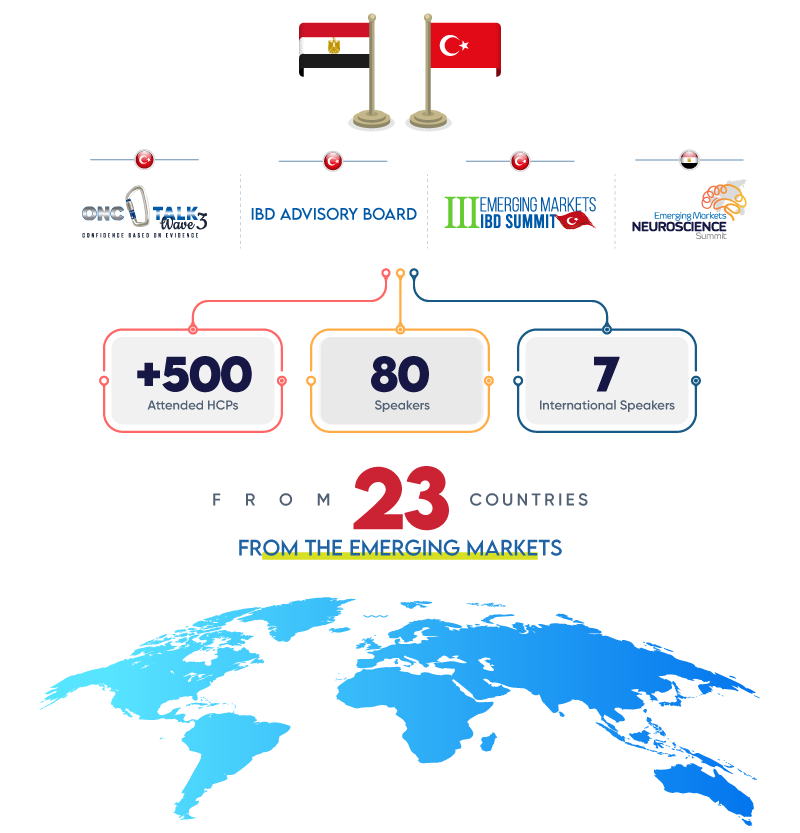 ONC TALK
Wave 3
CONFIDENCE BASED ON EVIDENCE
IBD ADVISORY BOARD
III EMERGING MARKETS
IBD SUMMIT
Emerging Markets
NEUROSCIENCE
Summit
+500
Attended HCPs
80
Speakers
7
International Speakers
FROM 23 COUNTRIES
FROM THE EMERGING MARKETS